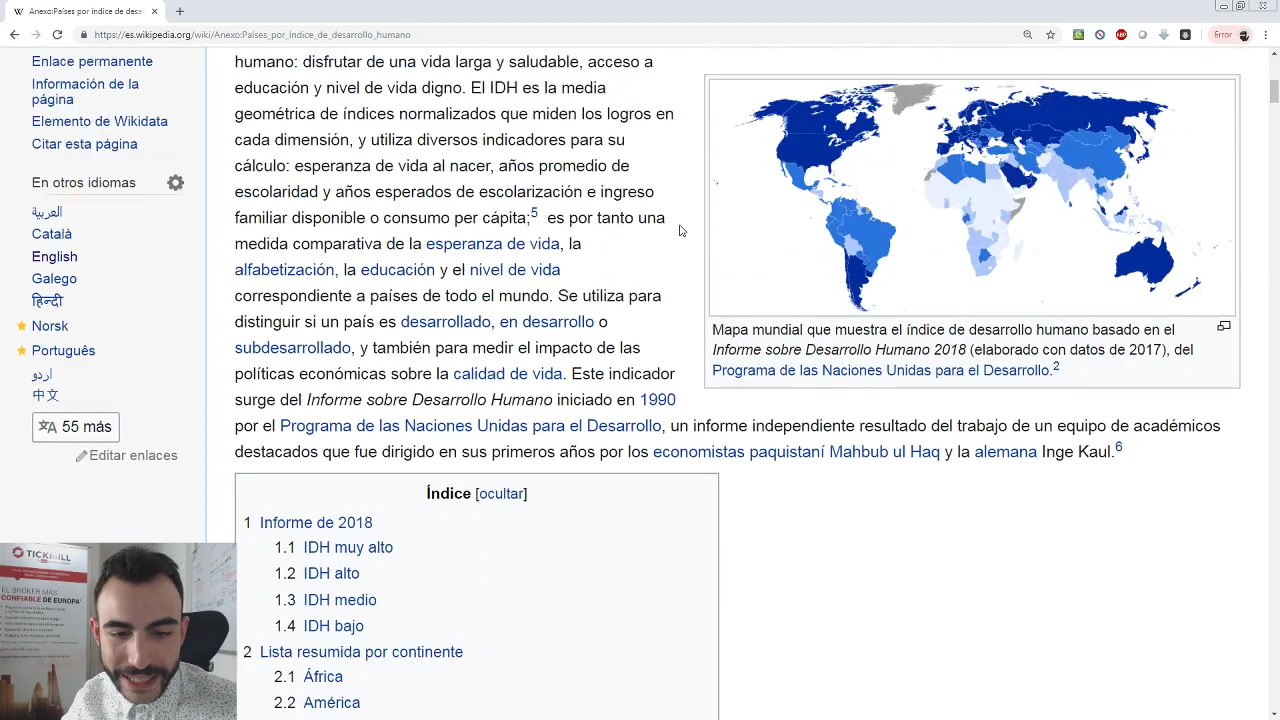 Anexo:Países por índice de desa
https://es.wikipedia.org/wiki/Anexo:Países_por_índice_de_desarrollo_humano
Error
Enlace permanente
Información de la
página
Elemento de Wikidata
Citar esta página
En otros idiomas
العربية
Català
English
Galego
हिन्दी
Norsk
Português
اردو
中文
55 más
Editar enlaces
humano: disfrutar de una vida larga y saludable, acceso a
educación y nivel de vida digno. El IDH es la media
geométrica de índices normalizados que miden los logros en
cada dimensión, y utiliza diversos indicadores para su
cálculo: esperanza de vida al nacer, años promedio de
escolaridad y años esperados de escolarización e ingreso
familiar disponible o consumo per cápita;5 es por tanto una
medida comparativa de la esperanza de vida, la
alfabetización, la educación y el nivel de vida
correspondiente a países de todo el mundo. Se utiliza para
distinguir si un país es desarrollado, en desarrollo o
subdesarrollado, y también para medir el impacto de las
políticas económicas sobre la calidad de vida. Este indicador
surge del Informe sobre Desarrollo Humano iniciado en 1990
por el Programa de las Naciones Unidas para el Desarrollo, un informe independiente resultado del trabajo de un equipo de académicos
destacados que fue dirigido en sus primeros años por los economistas paquistaní Mahbub ul Haq y la alemana Inge Kaul.6
Mapa mundial que muestra el índice de desarrollo humano basado en el
Informe sobre Desarrollo Humano 2018 (elaborado con datos de 2017), del
Programa de las Naciones Unidas para el Desarrollo.2
Índice [ocultar]
1 Informe de 2018
1.1 IDH muy alto
1.2 IDH alto
1.3 IDH medio
1.4 IDH bajo
2 Lista resumida por continente
2.1 África
2.2 América
TICKMILL
EL BROKER MÁS
CONFIABLE DE EUROPA